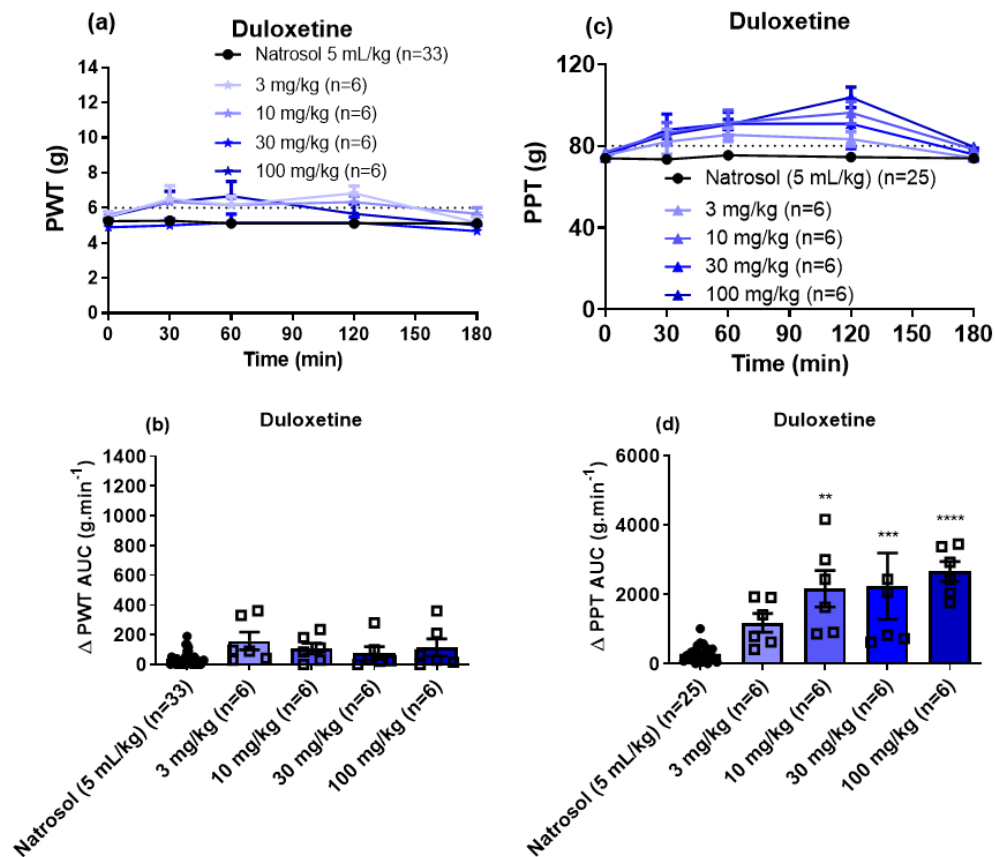 (a)
Duloxetine
Natrosol 5 mL/kg (n=33)
3 mg/kg (n=6)
10 mg/kg (n=6)
30 mg/kg (n=6)
100 mg/kg (n=6)
PWT (g)
14
12
10
8
6
4
2
0
0 30 60 90 120 150 180
Time (min)
(c)
Duloxetine
PPT (g)
120
80
40
0
Natrosol (5 mL/kg) (n=25)
3 mg/kg (n=6)
10 mg/kg (n=6)
30 mg/kg (n=6)
100 mg/kg (n=6)
0 30 60 90 120 150 180
Time (min)
(b)
Duloxetine
Δ PWT AUC (g.min⁻¹)
1400
1200
1000
800
600
400
200
0
Natrosol (5 mL/kg) (n=33)
3 mg/kg (n=6)
10 mg/kg (n=6)
30 mg/kg (n=6)
100 mg/kg (n=6)
(d)
Duloxetine
Δ PPT AUC (g.min⁻¹)
6000
4000
2000
0
**
***
****
Natrosol (5 mL/kg) (n=25)
3 mg/kg (n=6)
10 mg/kg (n=6)
30 mg/kg (n=6)
100 mg/kg (n=6)